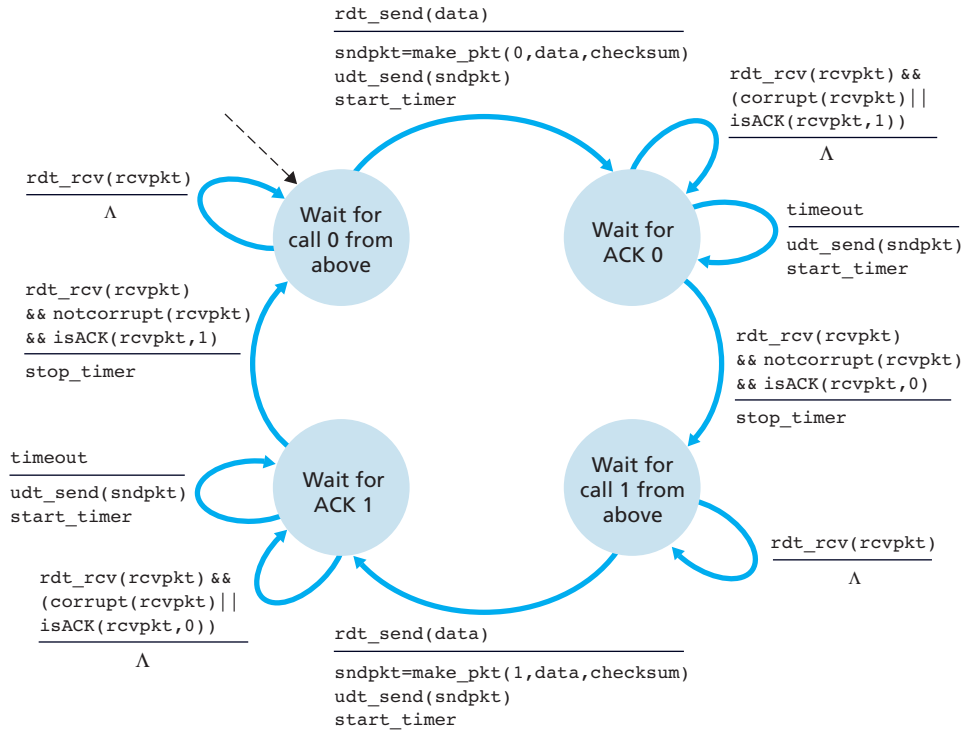 rdt_send(data)
sndpkt=make_pkt(0,data,checksum)
udt_send(sndpkt)
start_timer
rdt_rcv(rcvpkt) &&
(corrupt(rcvpkt)||
isACK(rcvpkt,1))
Λ
rdt_rcv(rcvpkt)
Λ
Wait for
call 0 from
above
Wait for
ACK 0
timeout
udt_send(sndpkt)
start_timer
rdt_rcv(rcvpkt)
&& notcorrupt(rcvpkt)
&& isACK(rcvpkt,1)
stop_timer
rdt_rcv(rcvpkt)
&& notcorrupt(rcvpkt)
&& isACK(rcvpkt,0)
stop_timer
timeout
udt_send(sndpkt)
start_timer
Wait for
ACK 1
Wait for
call 1 from
above
rdt_rcv(rcvpkt)
Λ
rdt_rcv(rcvpkt) &&
(corrupt(rcvpkt)||
isACK(rcvpkt,0))
Λ
rdt_send(data)
sndpkt=make_pkt(1,data,checksum)
udt_send(sndpkt)
start_timer